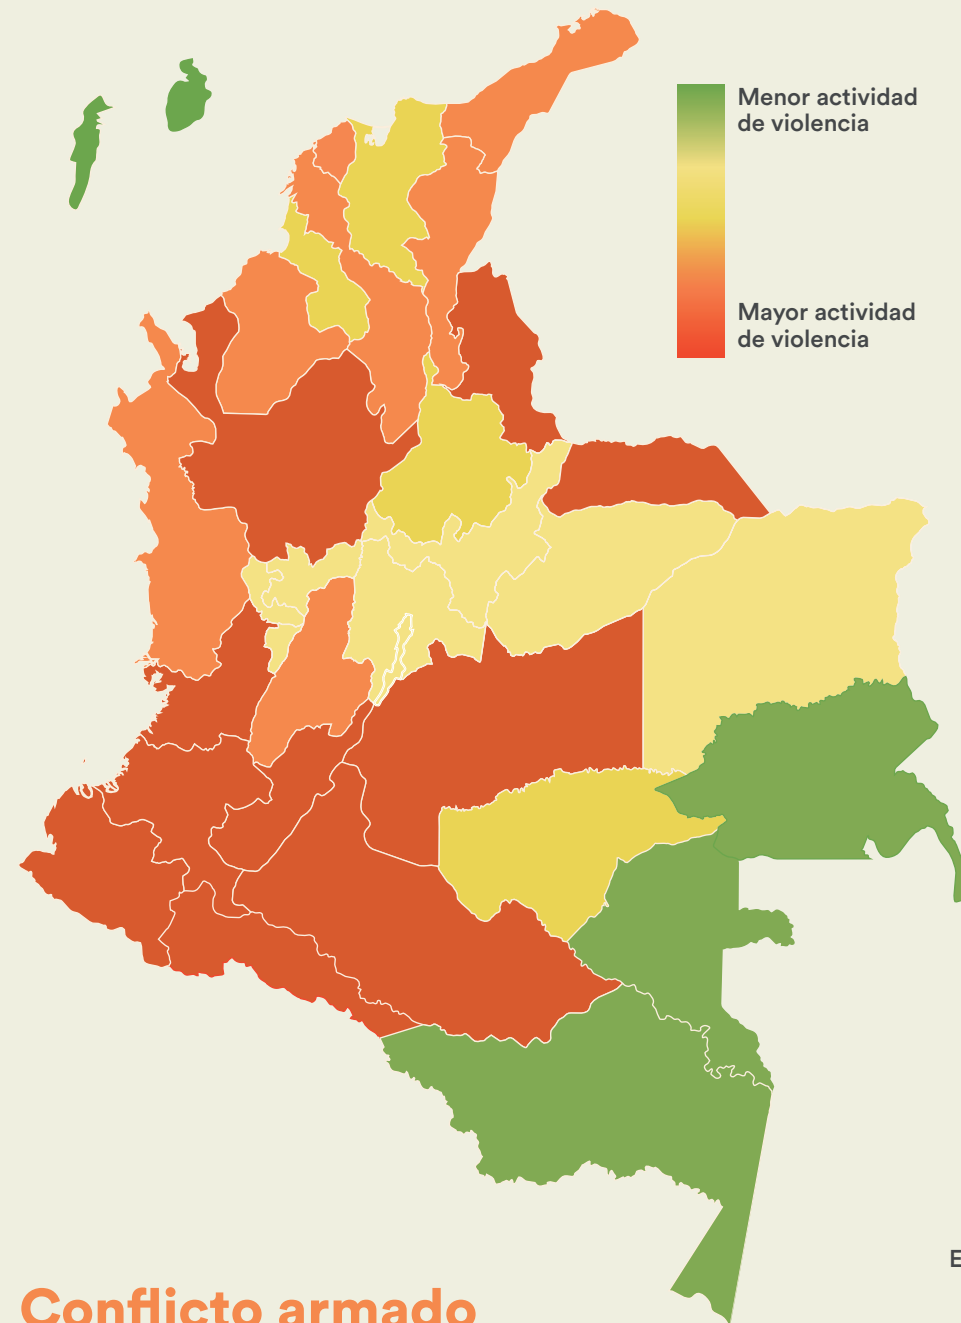 Menor actividad
de violencia
Mayor actividad
de violencia
E
Conflicto armado